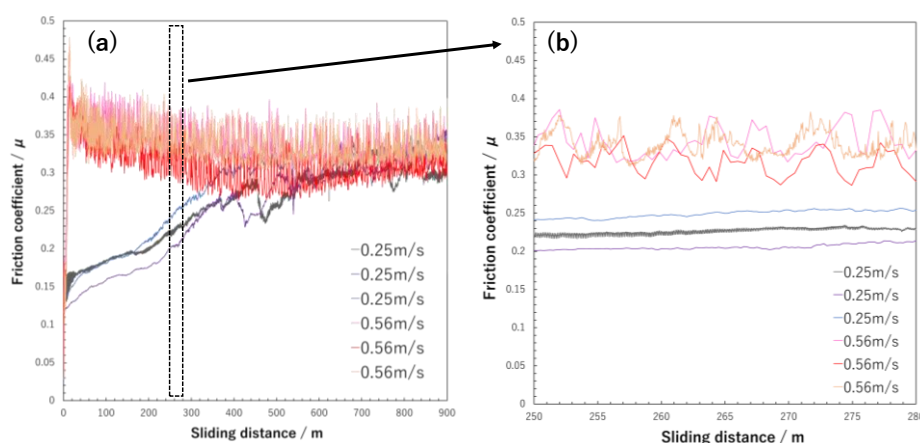 (a)
Friction coefficient / μ
0.5
0.45
0.4
0.35
0.3
0.25
0.2
0.15
0.1
0.05
0
0.25m/s
0.25m/s
0.25m/s
0.56m/s
0.56m/s
0.56m/s
0 100 200 300 400 500 600 700 800 900
Sliding distance / m
(b)
Friction coefficient / μ
0.5
0.45
0.4
0.35
0.3
0.25
0.2
0.15
0.1
0.05
0
0.25m/s
0.25m/s
0.25m/s
0.56m/s
0.56m/s
0.56m/s
250 255 260 265 270 275 280
Sliding distance / m